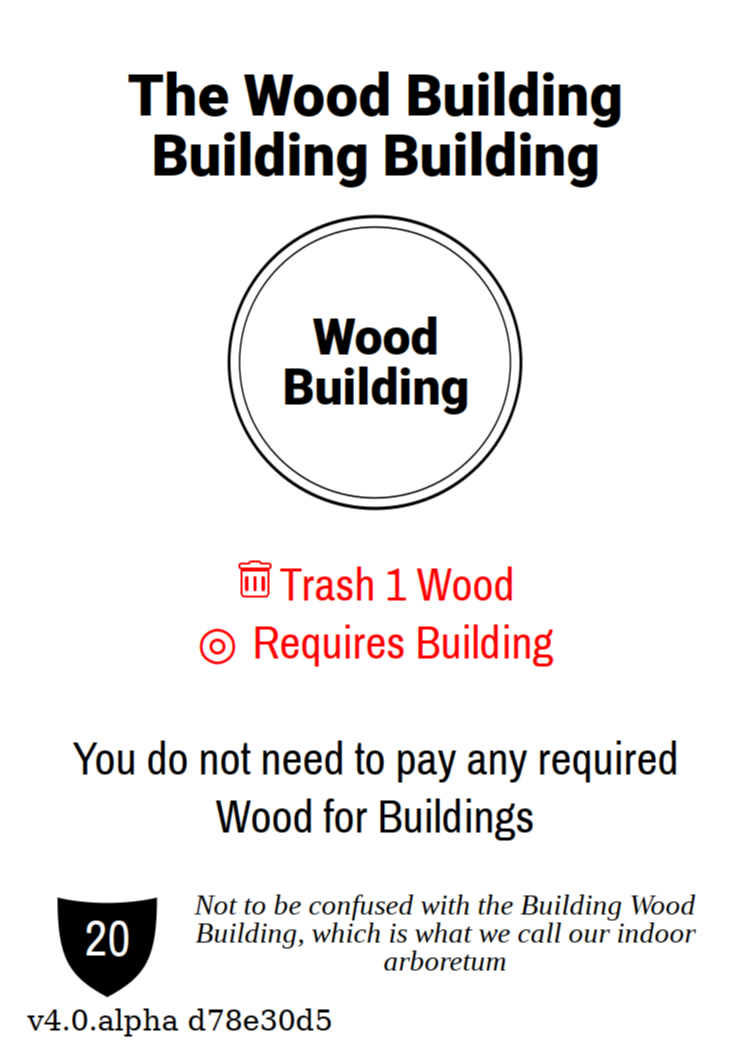 The Wood Building
Building Building
Wood
Building
Trash 1 Wood
Requires Building
You do not need to pay any required
Wood for Buildings
20
Not to be confused with the Building Wood
Building, which is what we call our indoor
arboretum
v4.0.alpha d78e30d5